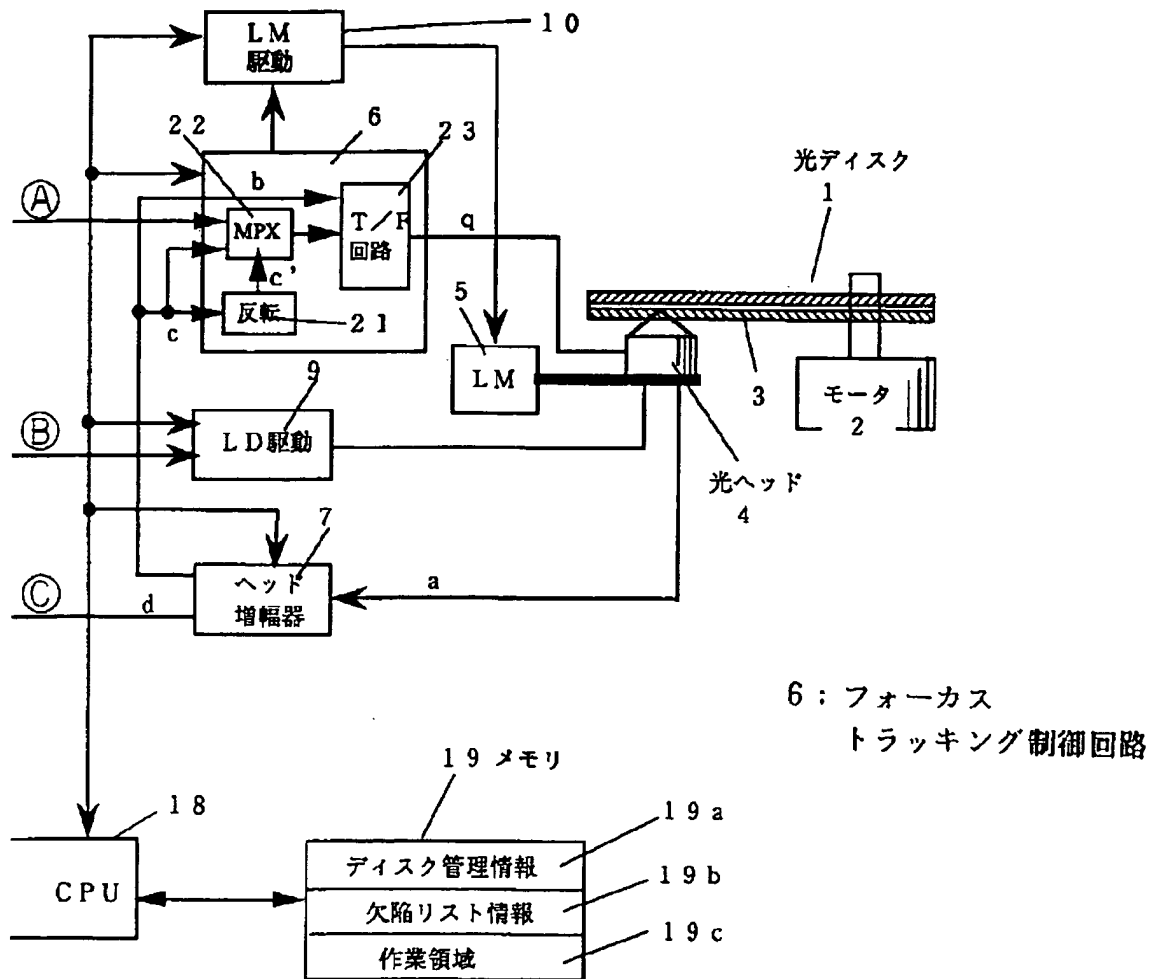 LM
駆動
10
22
6
23
光ディスク
1
Ⓐ
b
MPX
T/F
回路
q
c'
反転
c
21
5
LM
3
モータ
2
9
Ⓑ
LD駆動
光ヘッド
4
7
ヘッド
増幅器
a
Ⓒ
d
6；フォーカス
トラッキング制御回路
19 メモリ
18
19a
ディスク管理情報
CPU
19b
欠陥リスト情報
19c
作業領域